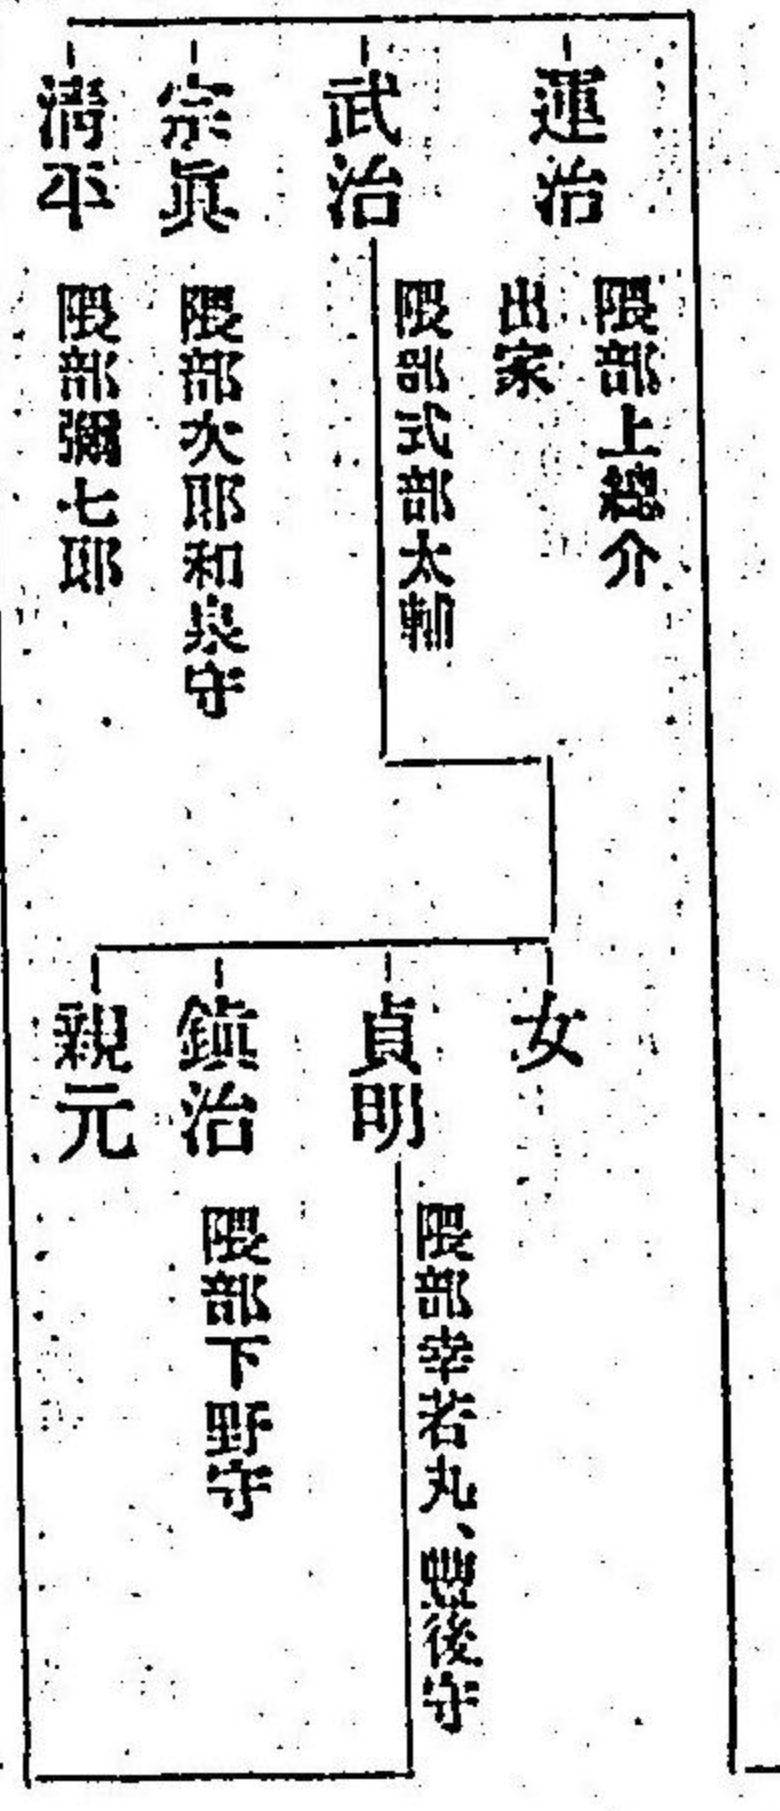 運治
隈部上總介
出家
武治
隈部式部太輔
宗眞
隈部次郎和泉守
淸平
隈部彌七郎
女
貞明
隈部幸若丸、豐後守
鎭治
隈部下野守
親元